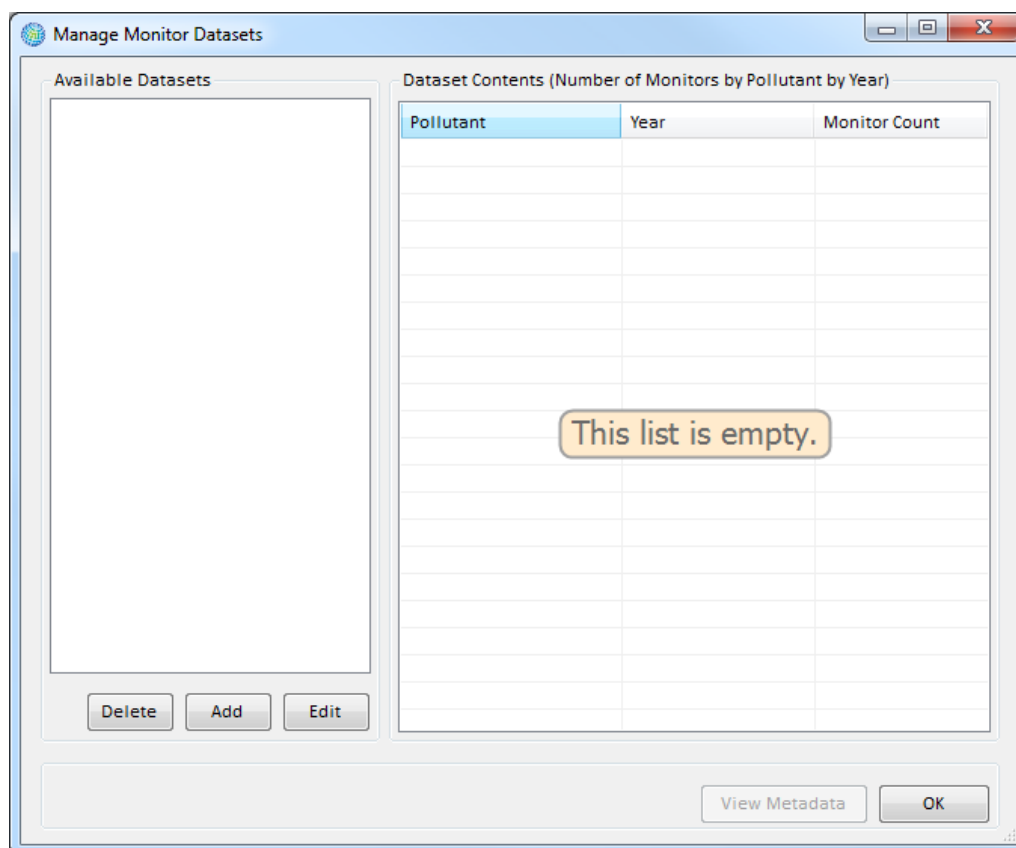 Manage Monitor Datasets
Available Datasets
Dataset Contents (Number of Monitors by Pollutant by Year)
Pollutant Year Monitor Count
This list is empty.
Delete Add Edit
View Metadata OK